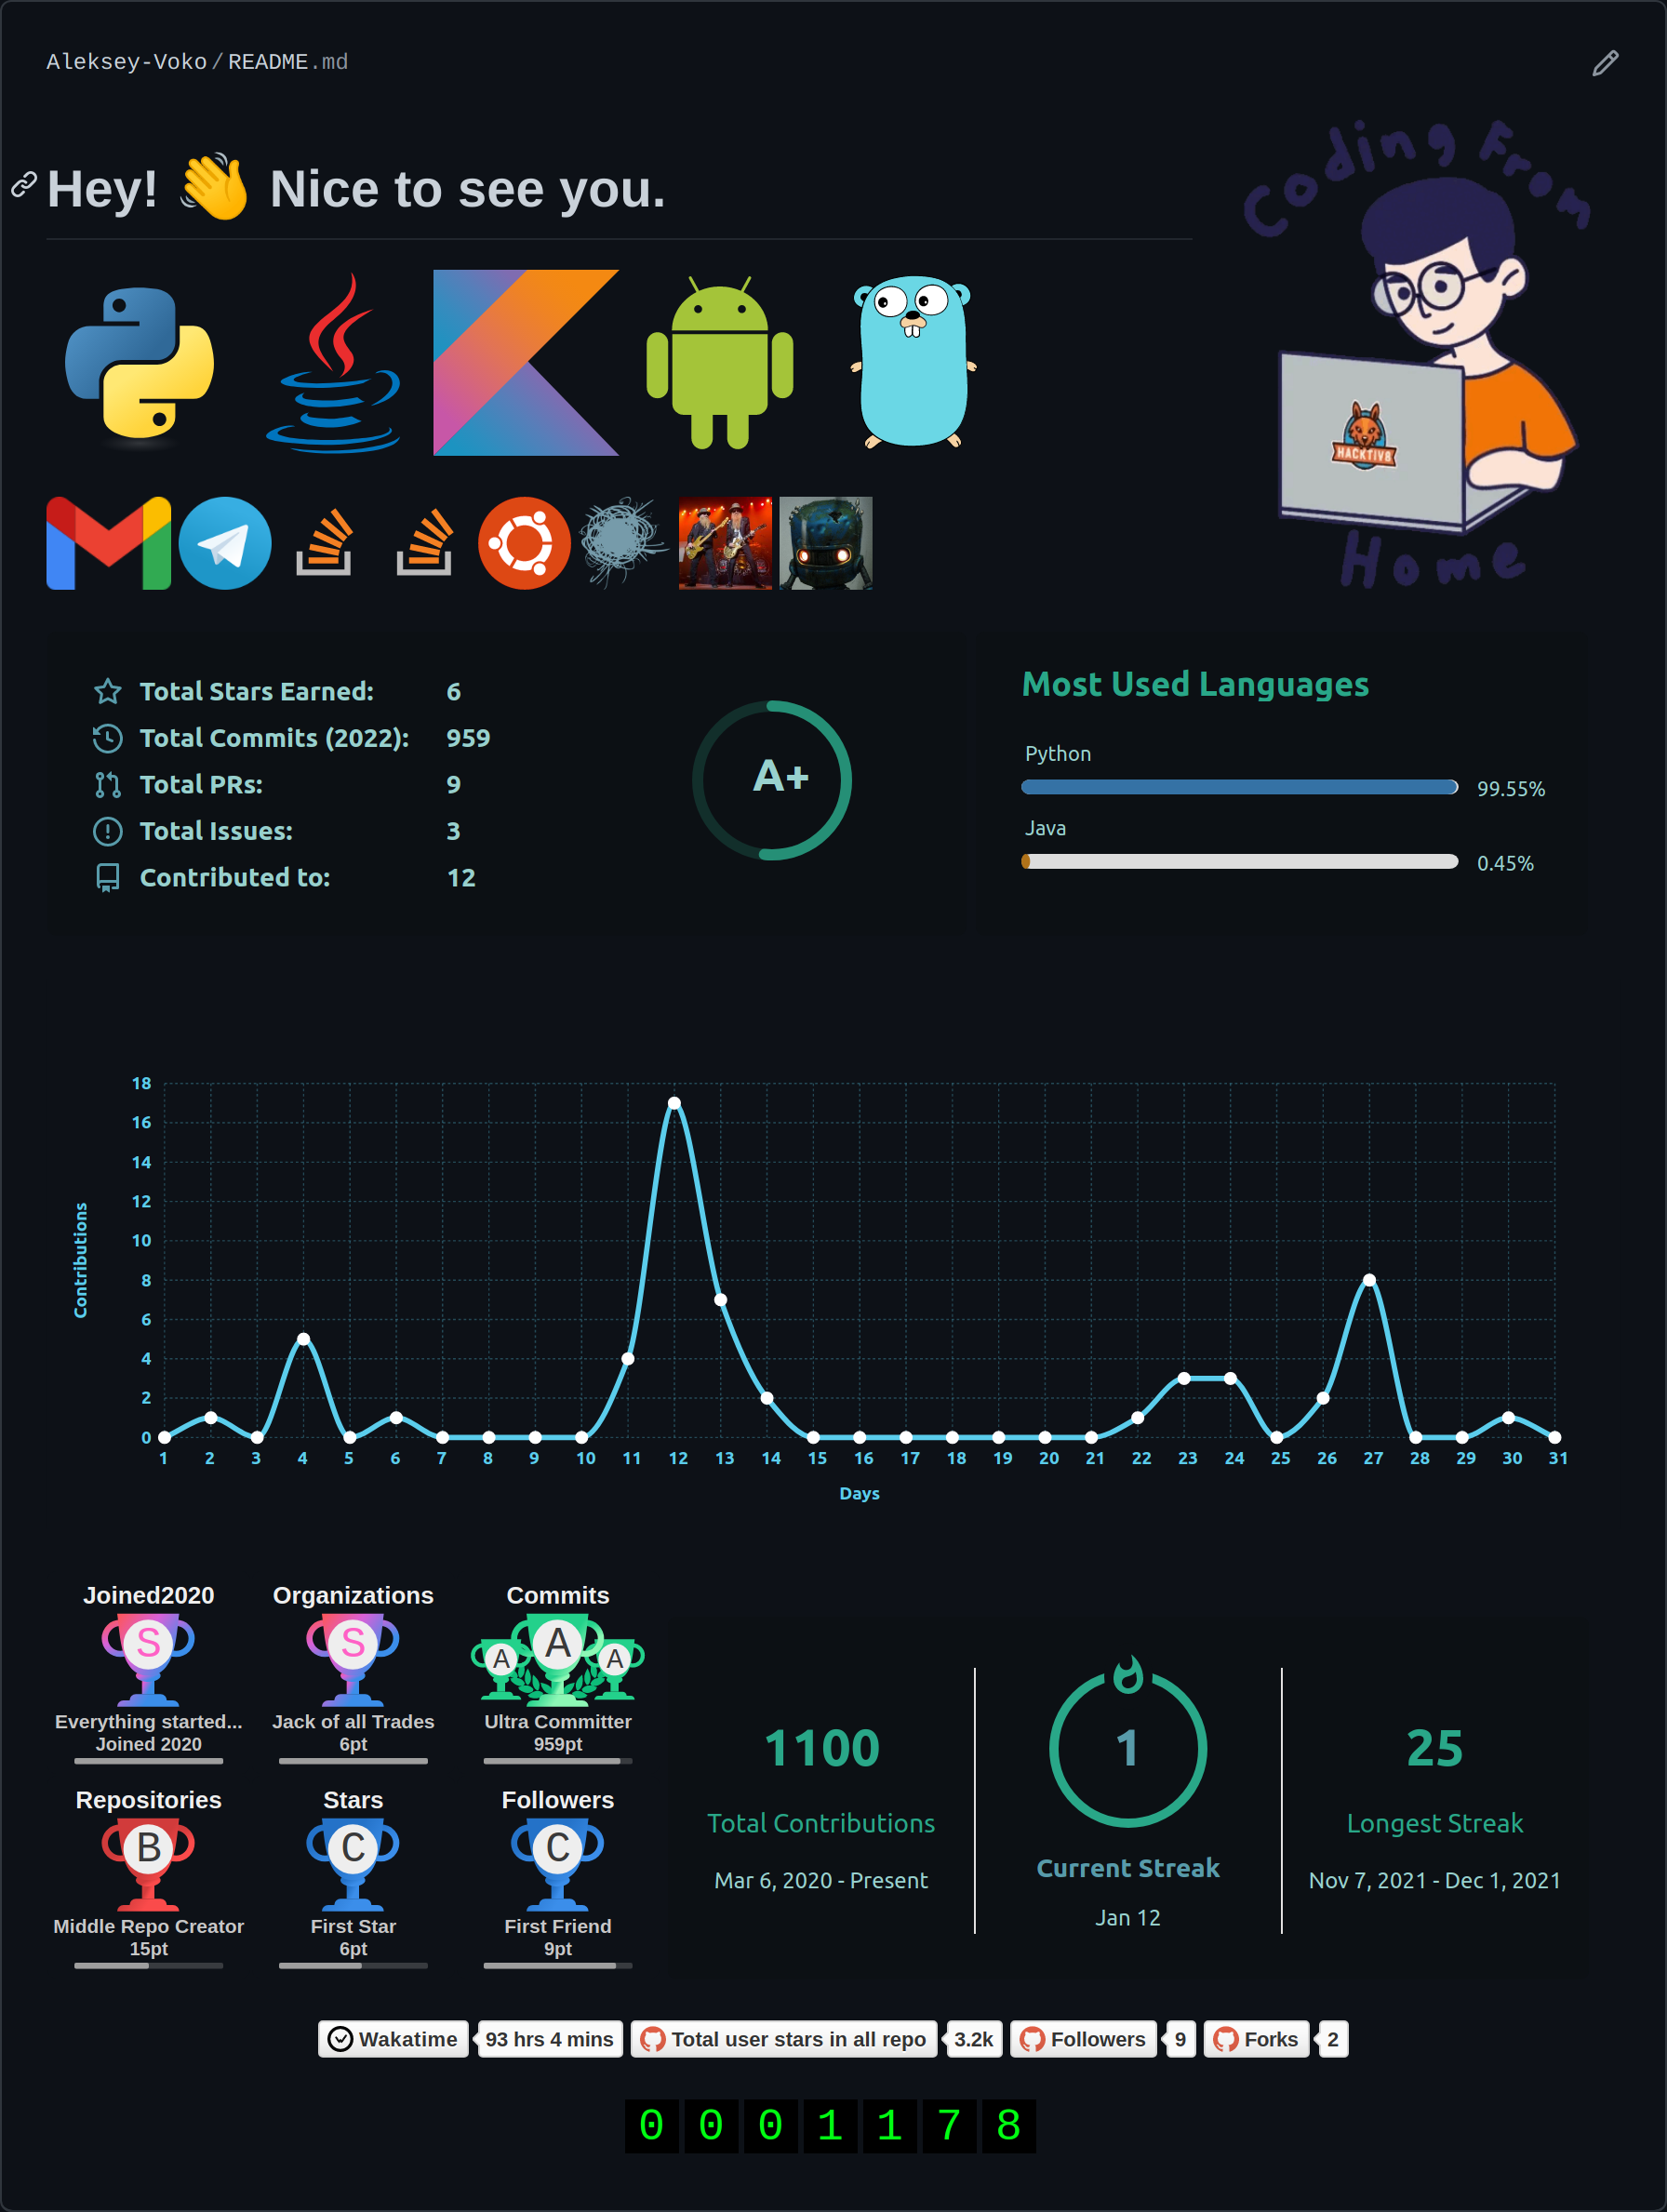 Aleksey-Voko/README.md
Hey! 👋 Nice to see you.
Coding From
HACKTIV8
Home
Total Stars Earned: 6
Total Commits (2022): 959
Total PRs: 9
Total Issues: 3
Contributed to: 12
A+
Most Used Languages
Python
99.55%
Java
0.45%
18
16
14
12
10
8
6
4
2
0
Contributions
1 2 3 4 5 6 7 8 9 10 11 12 13 14 15 16 17 18 19 20 21 22 23 24 25 26 27 28 29 30 31
Days
Joined2020 Organizations Commits
S S A A A
Everything started... Jack of all Trades Ultra Committer
Joined 2020 6pt 959pt
Repositories Stars Followers
B C C
Middle Repo Creator First Star First Friend
15pt 6pt 9pt
1100
Total Contributions
Mar 6, 2020 - Present
1
Current Streak
Jan 12
25
Longest Streak
Nov 7, 2021 - Dec 1, 2021
Wakatime 93 hrs 4 mins Total user stars in all repo 3.2k Followers 9 Forks 2
0001178